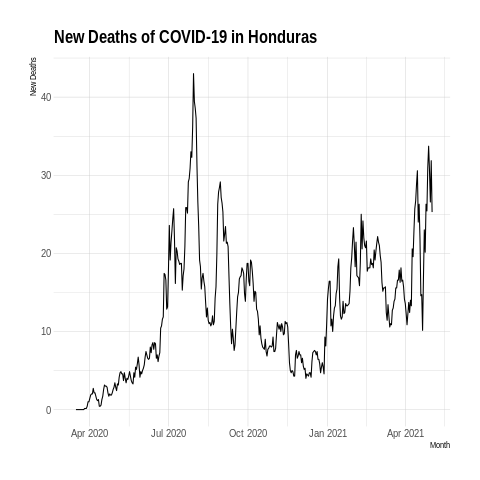 New Deaths of COVID-19 in Honduras
New Deaths
40
30
20
10
0
Apr 2020
Jul 2020
Oct 2020
Jan 2021
Apr 2021
Month